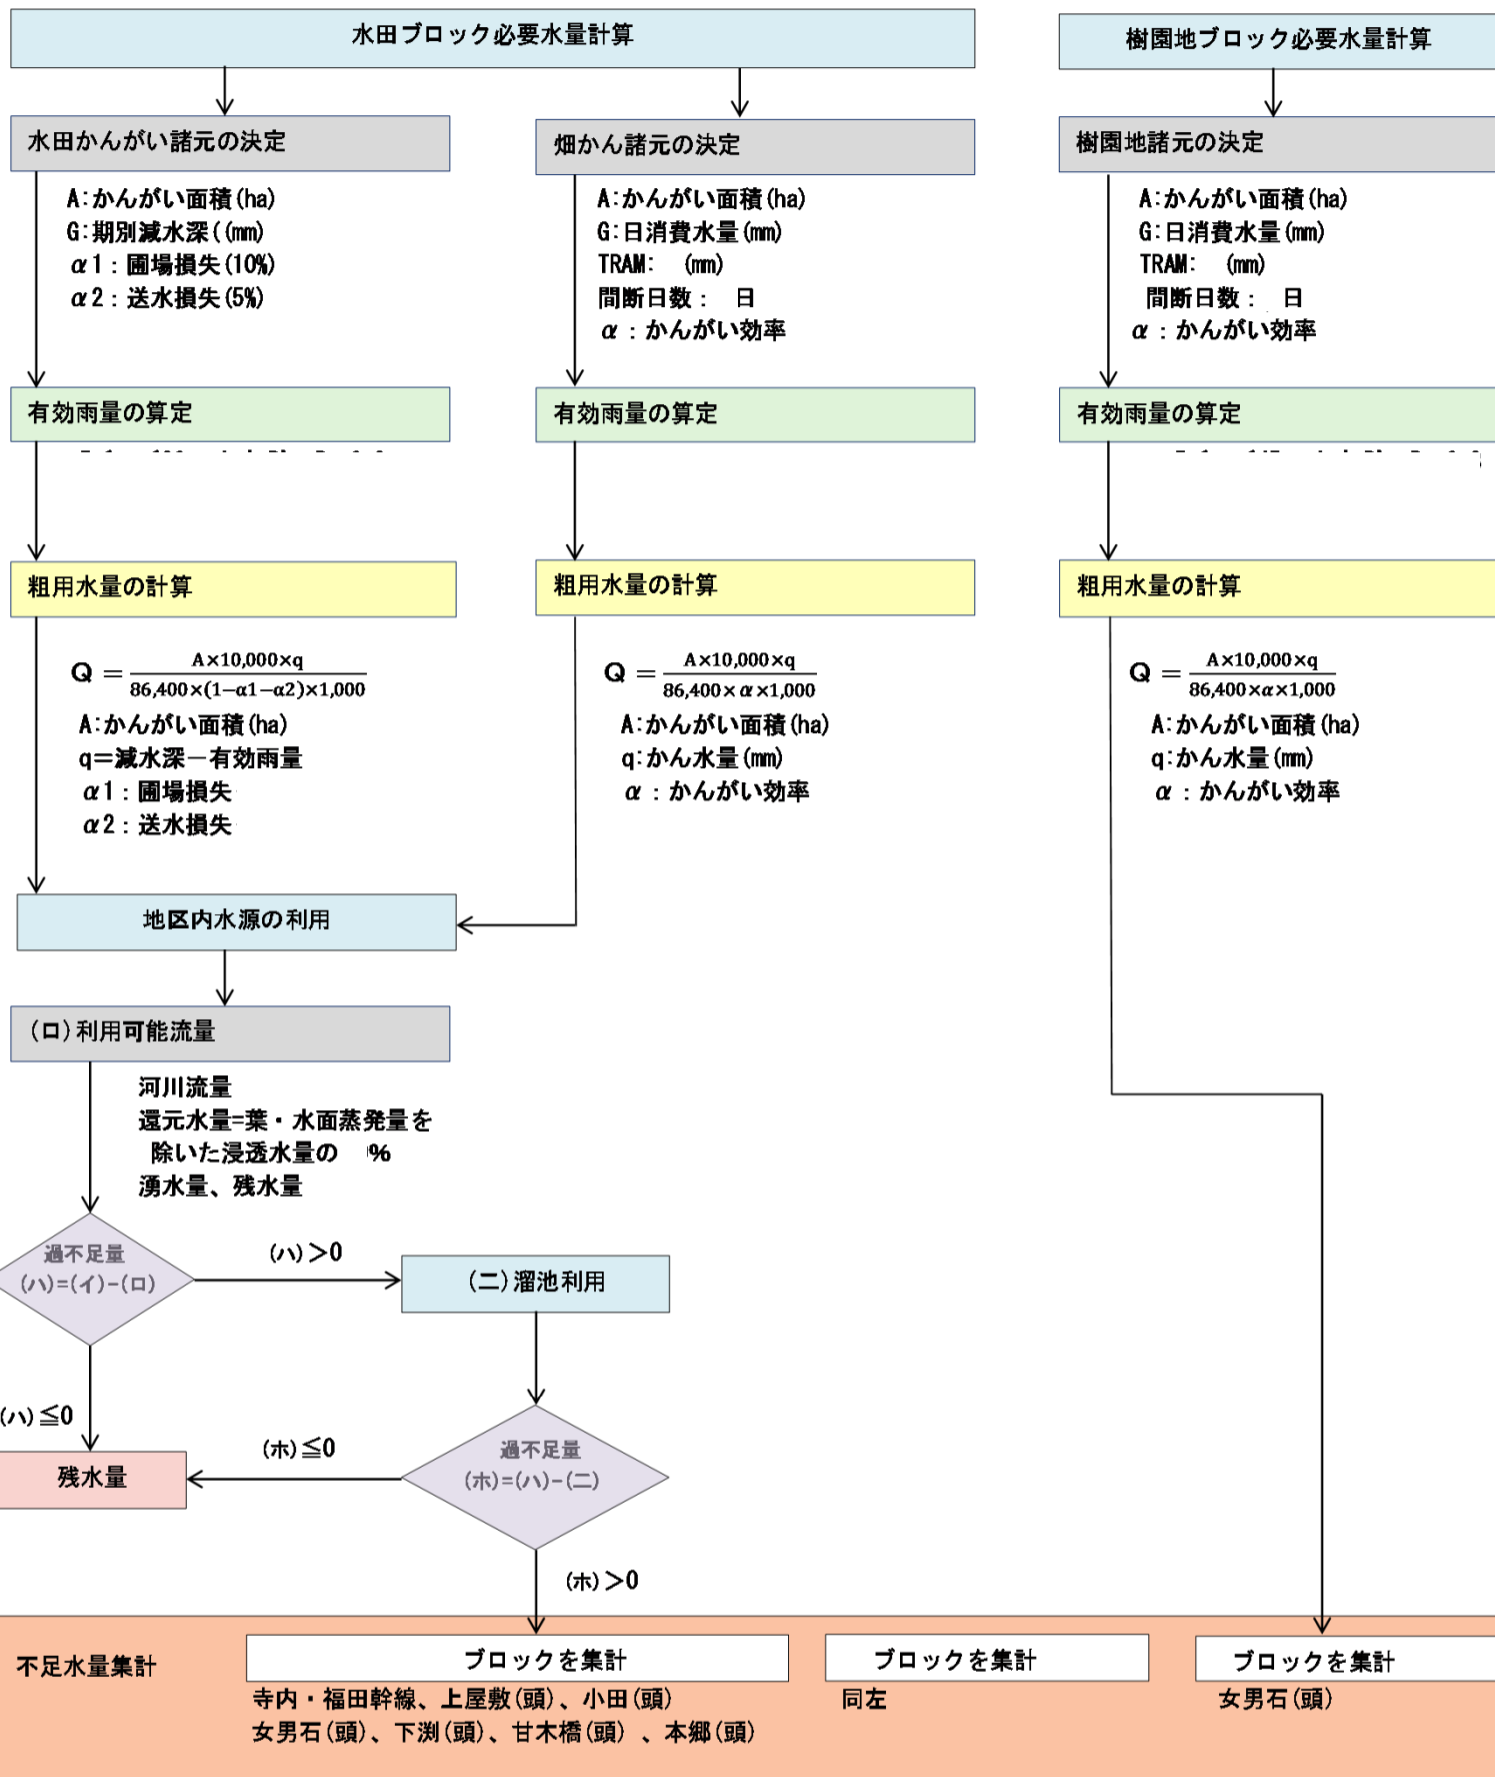 水田ブロック必要水量計算
樹園地ブロック必要水量計算
水田かんがい諸元の決定
A:かんがい面積(ha)
G:期別減水深((mm)
α1：圃場損失(10%)
α2：送水損失(5%)
畑かん諸元の決定
A:かんがい面積(ha)
G:日消費水量(mm)
TRAM: (mm)
間断日数： 日
α：かんがい効率
樹園地諸元の決定
A:かんがい面積(ha)
G:日消費水量(mm)
TRAM: (mm)
間断日数： 日
α：かんがい効率
有効雨量の算定
有効雨量の算定
有効雨量の算定
粗用水量の計算
Q = A×10,000×q / 86,400×(1−α1−α2)×1,000
A:かんがい面積(ha)
q=減水深－有効雨量
α1：圃場損失
α2：送水損失
粗用水量の計算
Q = A×10,000×q / 86,400×α×1,000
A:かんがい面積(ha)
q:かん水量(mm)
α：かんがい効率
粗用水量の計算
Q = A×10,000×q / 86,400×α×1,000
A:かんがい面積(ha)
q:かん水量(mm)
α：かんがい効率
地区内水源の利用
(ロ)利用可能流量
河川流量
還元水量=葉・水面蒸発量を
除いた浸透水量の %
湧水量、残水量
過不足量
(ハ)=(イ)-(ロ)
(ハ)＞0
(ニ)溜池利用
(ハ)≦0
残水量
(ホ)≦0
過不足量
(ホ)=(ハ)-(ニ)
(ホ)＞0
不足水量集計
ブロックを集計
寺内・福田幹線、上屋敷(頭)、小田(頭)
女男石(頭)、下渕(頭)、甘木橋(頭)、本郷(頭)
ブロックを集計
同左
ブロックを集計
女男石(頭)